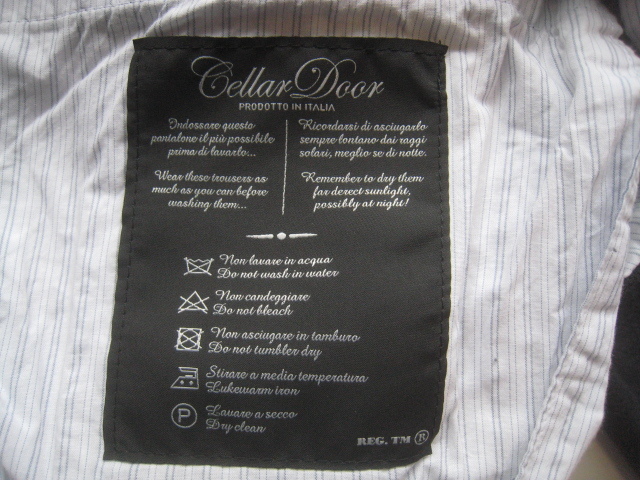 Cellar Door
PRODOTTO IN ITALIA
Indossare questo
pantalone il più possibile
prima di lavarlo...
Wear these trousers as
much as you can before
washing them...
Ricordarsi di asciugarlo
sempre lontano dai raggi
solari, meglio se di notte.
Remember to dry them
far derect sunlight,
possibly at night!
Non lavare in acqua
Do not wash in water
Non candeggiare
Do not bleach
Non asciugare in tamburo
Do not tumbler dry
Stirare a media temperatura
Lukewarm iron
P
Lavare a secco
Dry clean
REG. TM ®